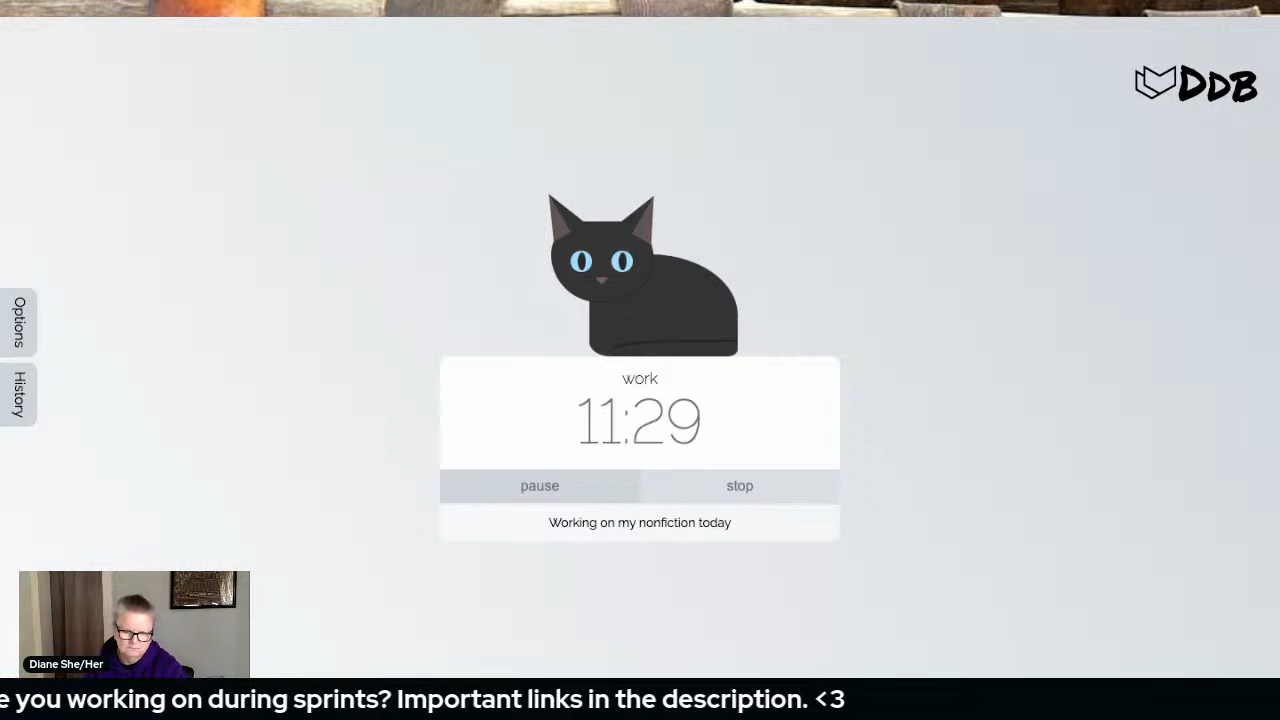 DDB
Options
History
work
11:29
pause
stop
Working on my nonfiction today
Diane She/Her
e you working on during sprints? Important links in the description. <3